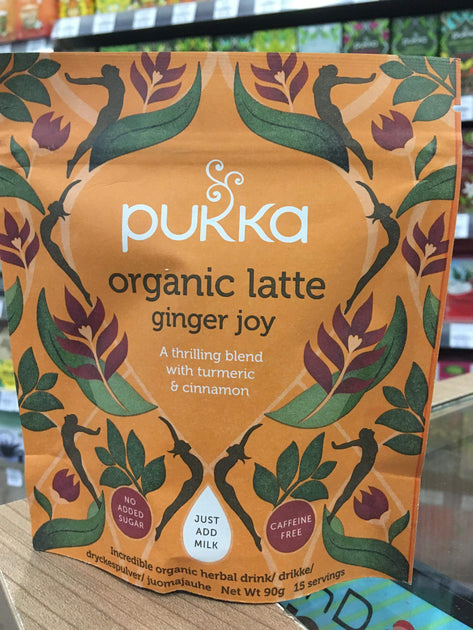 pukka
organic latte
ginger joy
A thrilling blend
with turmeric
& cinnamon
NO
ADDED
SUGAR
JUST
ADD
MILK
CAFFEINE
FREE
Incredible organic herbal drink/ drikke/
dryckespulver/ juomajauhe Net Wt 90g 15 servings